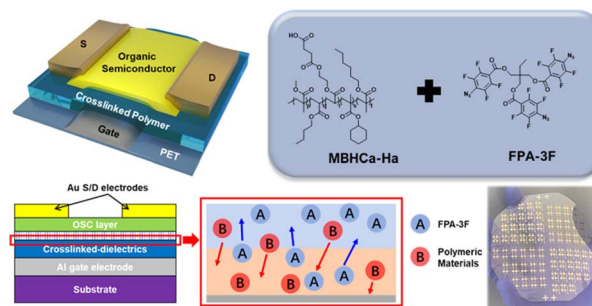 S
Organic
Semiconductor
D
Crosslinked Polymer
Gate
PET
MBHCa-Ha
FPA-3F
Au S/D electrodes
OSC layer
Crosslinked-dielectrics
Al gate electrode
Substrate
A
A
A
A
B
B
A
B
A
A
B
B
A
A
B
A
FPA-3F
B
Polymeric
Materials